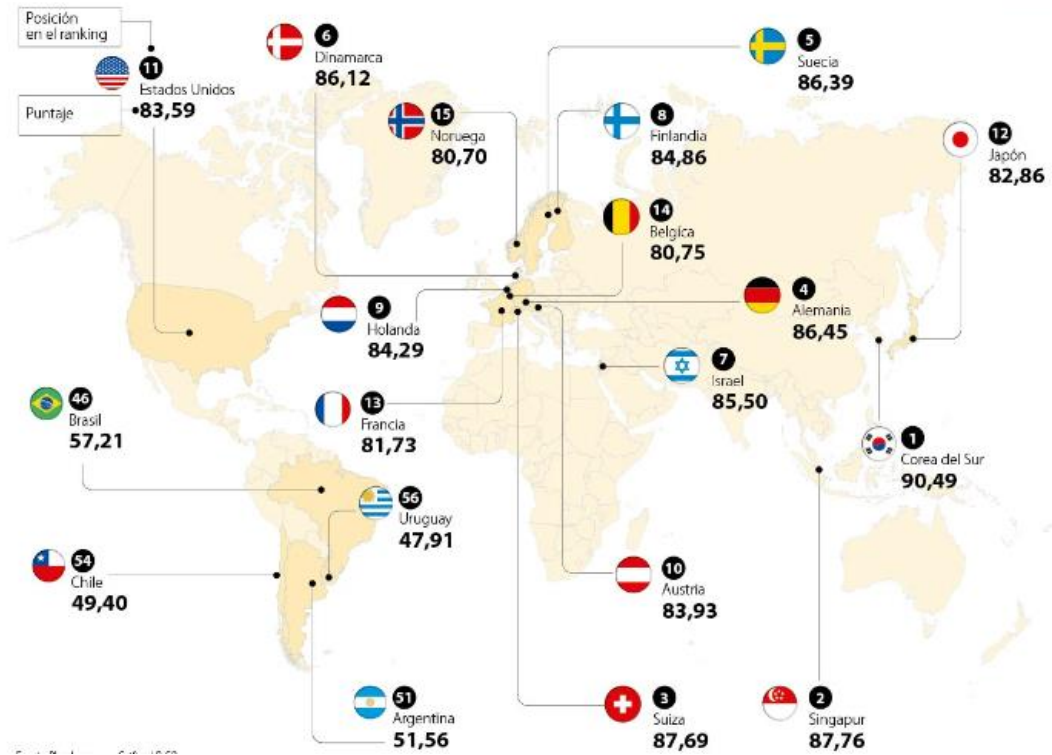 Posición
en el ranking
11
Estados Unidos
83,59
Puntaje
6
Dinamarca
86,12
5
Suecia
86,39
15
Noruega
80,70
8
Finlandia
84,86
12
Japón
82,86
14
Belgica
80,75
9
Holanda
84,29
4
Alemania
86,45
7
Israel
85,50
46
Brasil
57,21
13
Francia
81,73
1
Corea del Sur
90,49
56
Uruguay
47,91
54
Chile
49,40
10
Austria
83,93
51
Argentina
51,56
3
Suiza
87,69
2
Singapur
87,76